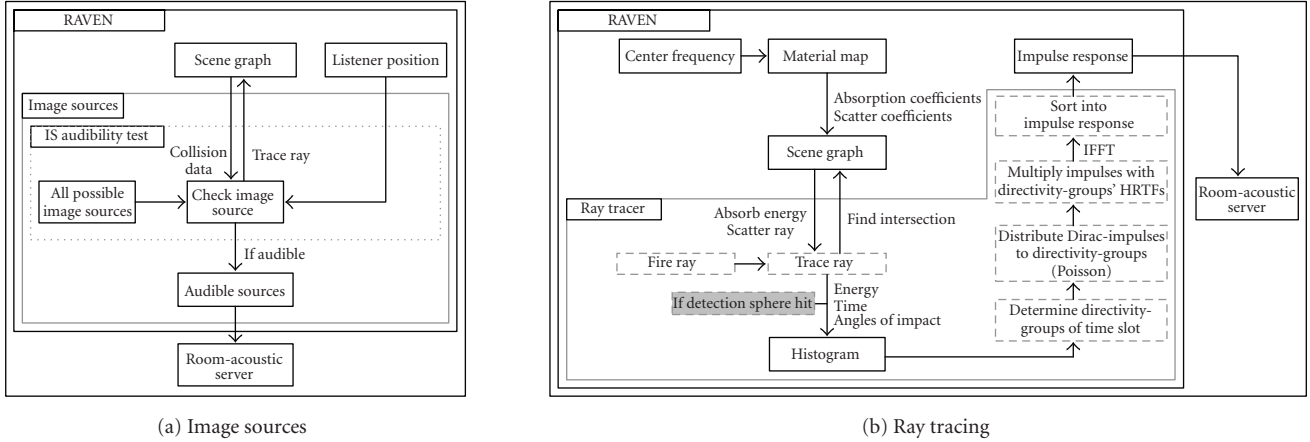 RAVEN
Scene graph
Listener position
Image sources
IS audibility test
Collision
data
Trace ray
All possible
image sources
Check image
source
If audible
Audible sources
Room-acoustic
server
(a) Image sources
RAVEN
Center frequency
Material map
Impulse response
Absorption coefficients
Scatter coefficients
Sort into
impulse response
IFFT
Scene graph
Multiply impulses with
directivity-groups’ HRTFs
Room-acoustic
server
Ray tracer
Absorb energy
Scatter ray
Find intersection
Distribute Dirac-impulses
to directivity-groups
(Poisson)
Fire ray
Trace ray
If detection sphere hit
Energy
Time
Angles of impact
Determine directivity-
groups of time slot
Histogram
(b) Ray tracing